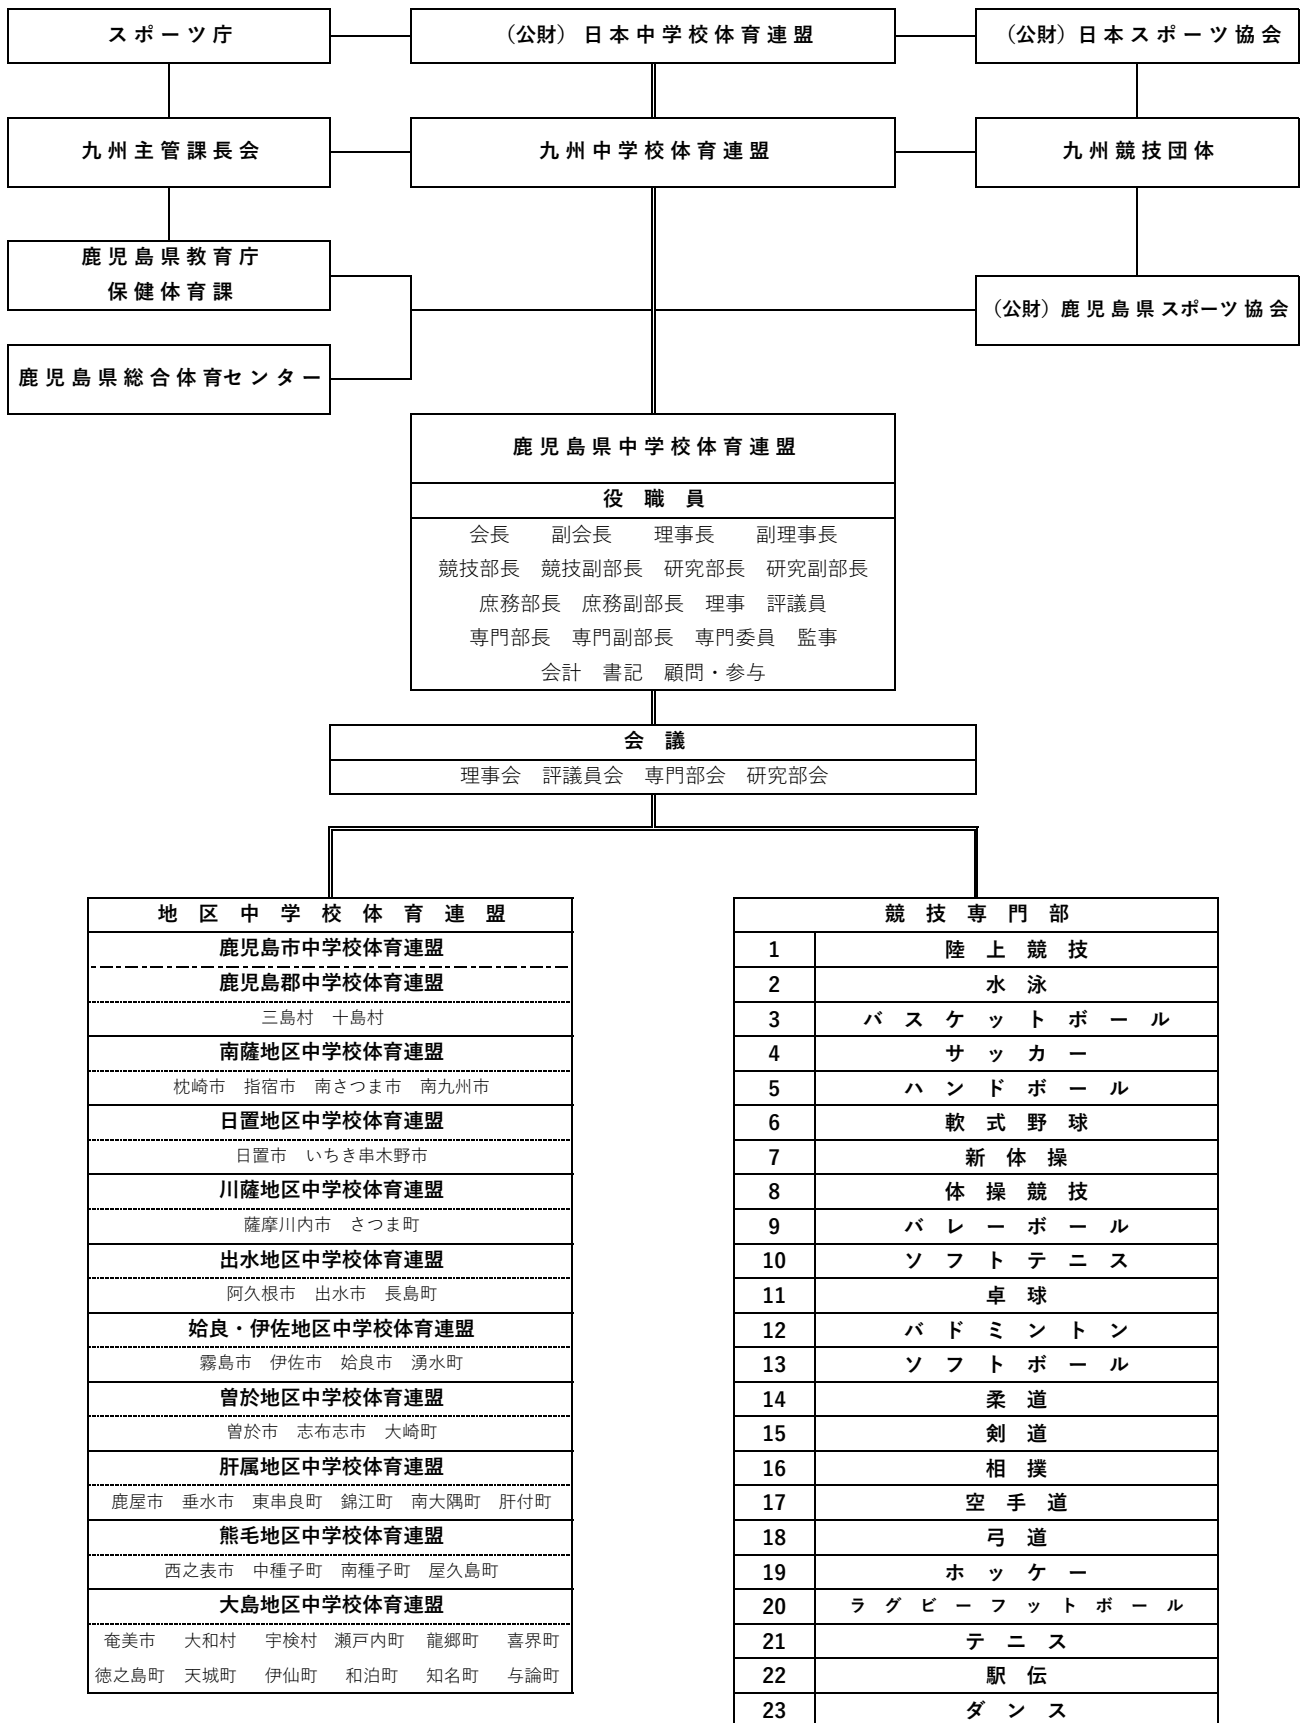 スポーツ庁
（公財）日本中学校体育連盟
（公財）日本スポーツ協会
九州主管課長会
九州中学校体育連盟
九州競技団体
鹿児島県教育庁
保健体育課
（公財）鹿児島県スポーツ協会
鹿児島県総合体育センター
鹿児島県中学校体育連盟
役 職 員
会長 副会長 理事長 副理事長
競技部長 競技副部長 研究部長 研究副部長
庶務部長 庶務副部長 理事 評議員
専門部長 専門副部長 専門委員 監事
会計 書記 顧問・参与
会 議
理事会 評議員会 専門部会 研究部会
地 区 中 学 校 体 育 連 盟
鹿児島市中学校体育連盟
鹿児島郡中学校体育連盟
三島村 十島村
南薩地区中学校体育連盟
枕崎市 指宿市 南さつま市 南九州市
日置地区中学校体育連盟
日置市 いちき串木野市
川薩地区中学校体育連盟
薩摩川内市 さつま町
出水地区中学校体育連盟
阿久根市 出水市 長島町
姶良・伊佐地区中学校体育連盟
霧島市 伊佐市 姶良市 湧水町
曽於地区中学校体育連盟
曽於市 志布志市 大崎町
肝属地区中学校体育連盟
鹿屋市 垂水市 東串良町 錦江町 南大隅町 肝付町
熊毛地区中学校体育連盟
西之表市 中種子町 南種子町 屋久島町
大島地区中学校体育連盟
奄美市 大和村 宇検村 瀬戸内町 龍郷町 喜界町
徳之島町 天城町 伊仙町 和泊町 知名町 与論町
競 技 専 門 部
1 陸 上 競 技
2 水 泳
3 バ ス ケ ッ ト ボ ー ル
4 サ ッ カ ー
5 ハ ン ド ボ ー ル
6 軟 式 野 球
7 新 体 操
8 体 操 競 技
9 バ レ ー ボ ー ル
10 ソ フ ト テ ニ ス
11 卓 球
12 バ ド ミ ン ト ン
13 ソ フ ト ボ ー ル
14 柔 道
15 剣 道
16 相 撲
17 空 手 道
18 弓 道
19 ホ ッ ケ ー
20 ラ グ ビ ー フ ッ ト ボ ー ル
21 テ ニ ス
22 駅 伝
23 ダ ン ス